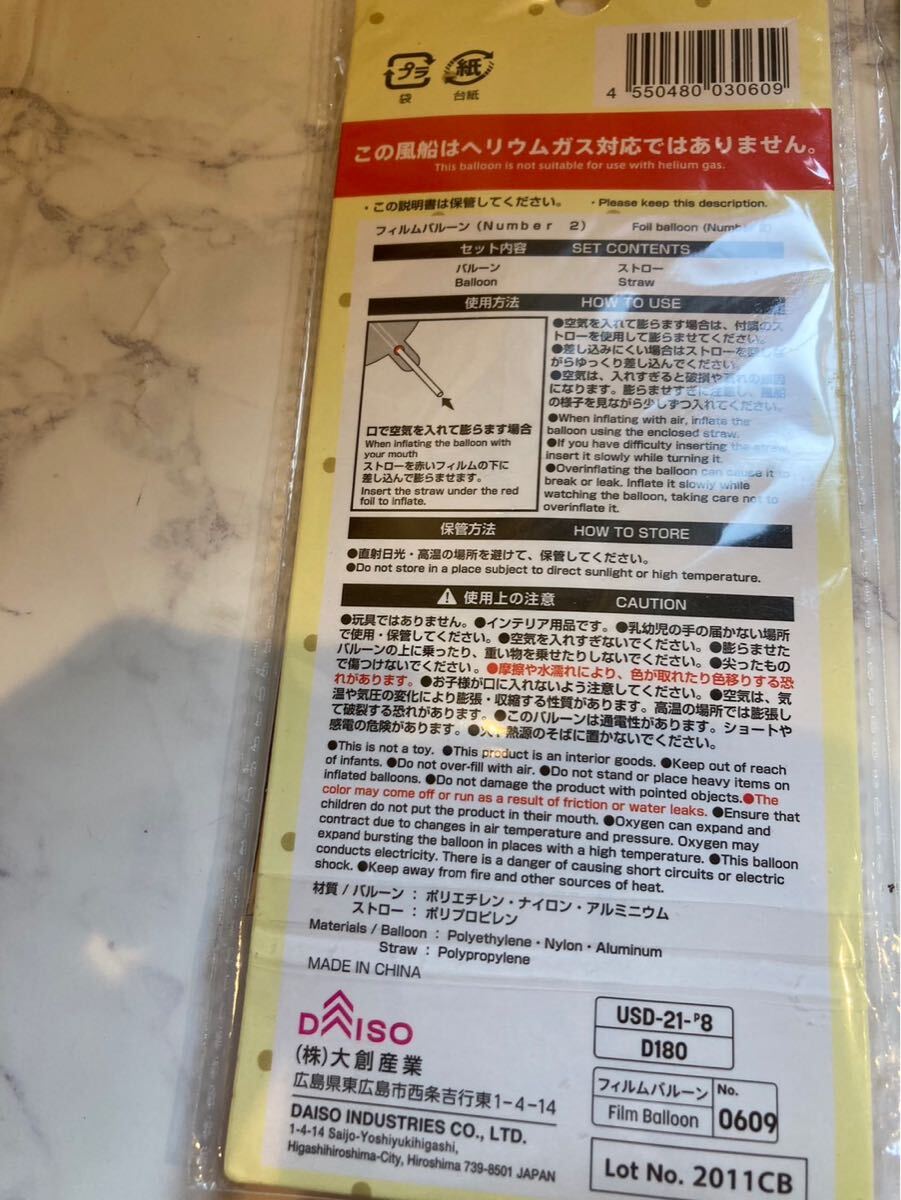 プラ
袋
紙
台紙
4 550480 030609
この風船はヘリウムガス対応ではありません。
This balloon is not suitable for use with helium gas.
・この説明書は保管してください。 ・Please keep this description.
フィルムバルーン(Number 2) Foil balloon (Number 2)
セット内容 SET CONTENTS
バルーン ストロー
Balloon Straw
使用方法 HOW TO USE
口で空気を入れて膨らます場合
When inflating the balloon with
your mouth
ストローを赤いフィルムの下に
差し込んで膨らませます。
Insert the straw under the red
foil to inflate.
●空気を入れて膨らます場合は、付属のス
トローを使用して膨らませてください。
●差し込みにくい場合はストローを回しな
がらゆっくり差し込んでください。
●空気は、入れすぎると破損や漏れの原因
になります。膨らませすぎに注意し、風船
の様子を見ながら少しずつ入れてください。
●When inflating with air, inflate the
balloon using the enclosed straw.
●If you have difficulty inserting the straw,
insert it slowly while turning it.
●Overinflating the balloon can cause it to
break or leak. Inflate it slowly while
watching the balloon, taking care not to
overinflate it.
保管方法 HOW TO STORE
●直射日光・高温の場所を避けて、保管してください。
●Do not store in a place subject to direct sunlight or high temperature.
使用上の注意 CAUTION
●玩具ではありません。●インテリア用品です。●乳幼児の手の届かない場所
で使用・保管してください。●空気を入れすぎないでください。●膨らませた
バルーンの上に乗ったり、重い物を乗せたりしないでください。●尖ったもの
で傷つけないでください。●摩擦や水濡れにより、色が取れたり色移りする恐
れがあります。●お子様が口に入れないよう注意してください。●空気は、気
温や気圧の変化により膨張・収縮する性質があります。高温の場所では膨張し
て破裂する恐れがあります。●このバルーンは通電性があります。ショートや
感電の危険があります。●火や熱源のそばに置かないでください。
●This is not a toy. ●This product is an interior goods. ●Keep out of reach
of infants. ●Do not over-fill with air. ●Do not stand or place heavy items on
inflated balloons. ●Do not damage the product with pointed objects.●The
color may come off or run as a result of friction or water leaks. ●Ensure that
children do not put the product in their mouth. ●Oxygen can expand and
contract due to changes in air temperature and pressure. Oxygen may
expand bursting the balloon in places with a high temperature. ●This balloon
conducts electricity. There is a danger of causing short circuits or electric
shock. ●Keep away from fire and other sources of heat.
材質 / バルーン : ポリエチレン・ナイロン・アルミニウム
ストロー : ポリプロピレン
Materials / Balloon : Polyethylene・Nylon・Aluminum
Straw : Polypropylene
MADE IN CHINA
DAISO
(株)大創産業
広島県東広島市西条吉行東1-4-14
DAISO INDUSTRIES CO., LTD.
1-4-14 Saijo-Yoshiyukihigashi,
Higashihiroshima-City, Hiroshima 739-8501 JAPAN
USD-21-P8
D180
フィルムバルーン No.
Film Balloon 0609
Lot No. 2011CB